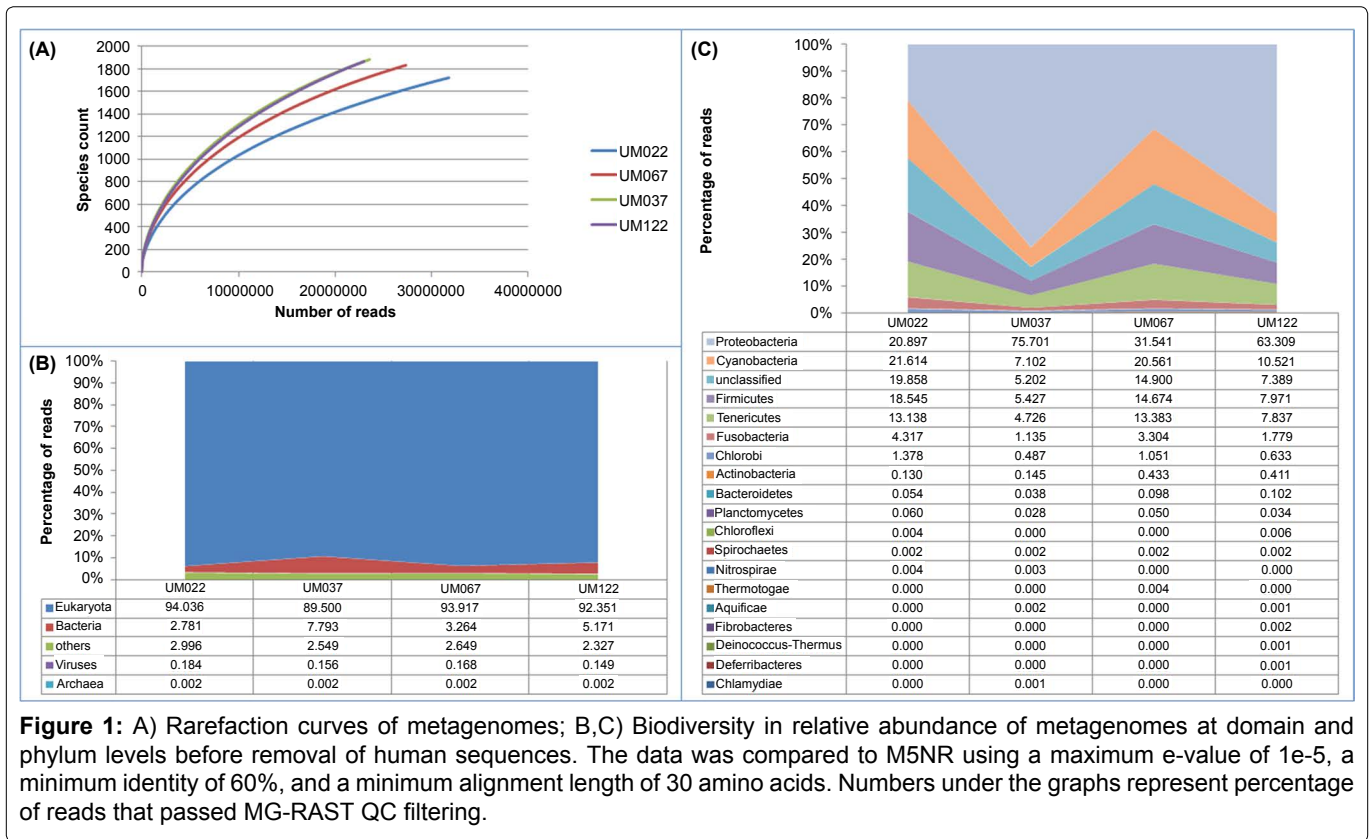 (A)
2000
1800
1600
1400
1200
1000
800
600
400
200
0
Species count
0 10000000 20000000 30000000 40000000
Number of reads
UM022
UM067
UM037
UM122
(B)
100%
90%
80%
70%
60%
50%
40%
30%
20%
10%
0%
Percentage of reads
UM022 UM037 UM067 UM122
Eukaryota 94.036 89.500 93.917 92.351
Bacteria 2.781 7.793 3.264 5.171
others 2.996 2.549 2.649 2.327
Viruses 0.184 0.156 0.168 0.149
Archaea 0.002 0.002 0.002 0.002
(C)
100%
90%
80%
70%
60%
50%
40%
30%
20%
10%
0%
Percentage of reads
UM022 UM037 UM067 UM122
Proteobacteria 20.897 75.701 31.541 63.309
Cyanobacteria 21.614 7.102 20.561 10.521
unclassified 19.858 5.202 14.900 7.389
Firmicutes 18.545 5.427 14.674 7.971
Tenericutes 13.138 4.726 13.383 7.837
Fusobacteria 4.317 1.135 3.304 1.779
Chlorobi 1.378 0.487 1.051 0.633
Actinobacteria 0.130 0.145 0.433 0.411
Bacteroidetes 0.054 0.038 0.098 0.102
Planctomycetes 0.060 0.028 0.050 0.034
Chloroflexi 0.004 0.000 0.000 0.006
Spirochaetes 0.002 0.002 0.002 0.002
Nitrospirae 0.004 0.003 0.000 0.000
Thermotogae 0.000 0.000 0.004 0.000
Aquificae 0.000 0.002 0.000 0.001
Fibrobacteres 0.000 0.000 0.000 0.002
Deinococcus-Thermus 0.000 0.000 0.000 0.001
Deferribacteres 0.000 0.000 0.000 0.001
Chlamydiae 0.000 0.001 0.000 0.000
Figure 1: A) Rarefaction curves of metagenomes; B,C) Biodiversity in relative abundance of metagenomes at domain and
phylum levels before removal of human sequences. The data was compared to M5NR using a maximum e-value of 1e-5, a
minimum identity of 60%, and a minimum alignment length of 30 amino acids. Numbers under the graphs represent percentage
of reads that passed MG-RAST QC filtering.